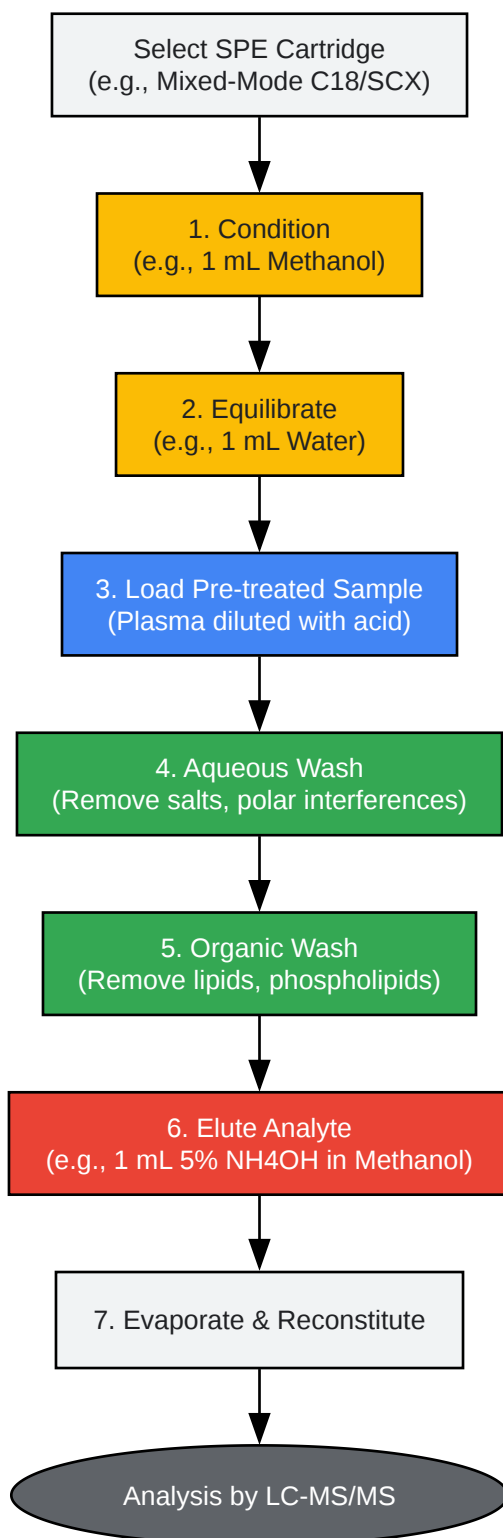 Select SPE Cartridge
(e.g., Mixed-Mode C18/SCX)
1. Condition
(e.g., 1 mL Methanol)
2. Equilibrate
(e.g., 1 mL Water)
3. Load Pre-treated Sample
(Plasma diluted with acid)
4. Aqueous Wash
(Remove salts, polar interferences)
5. Organic Wash
(Remove lipids, phospholipids)
6. Elute Analyte
(e.g., 1 mL 5% NH4OH in Methanol)
7. Evaporate & Reconstitute
Analysis by LC-MS/MS